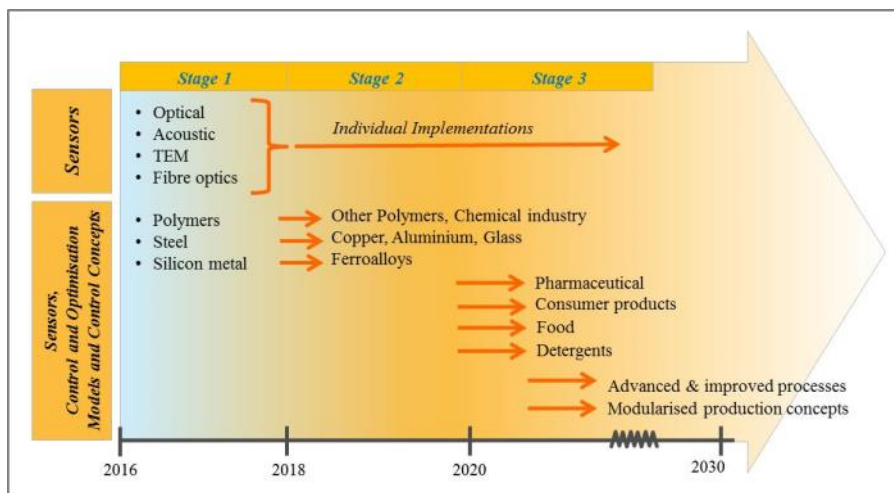 Stage 1
Stage 2
Stage 3
Sensors
• Optical
• Acoustic
• TEM
• Fibre optics
Individual Implementations
Sensors,
Control and Optimisation
Models and Control Concepts
• Polymers
• Steel
• Silicon metal
Other Polymers, Chemical industry
Copper, Aluminium, Glass
Ferroalloys
Pharmaceutical
Consumer products
Food
Detergents
Advanced & improved processes
Modularised production concepts
2016
2018
2020
2030